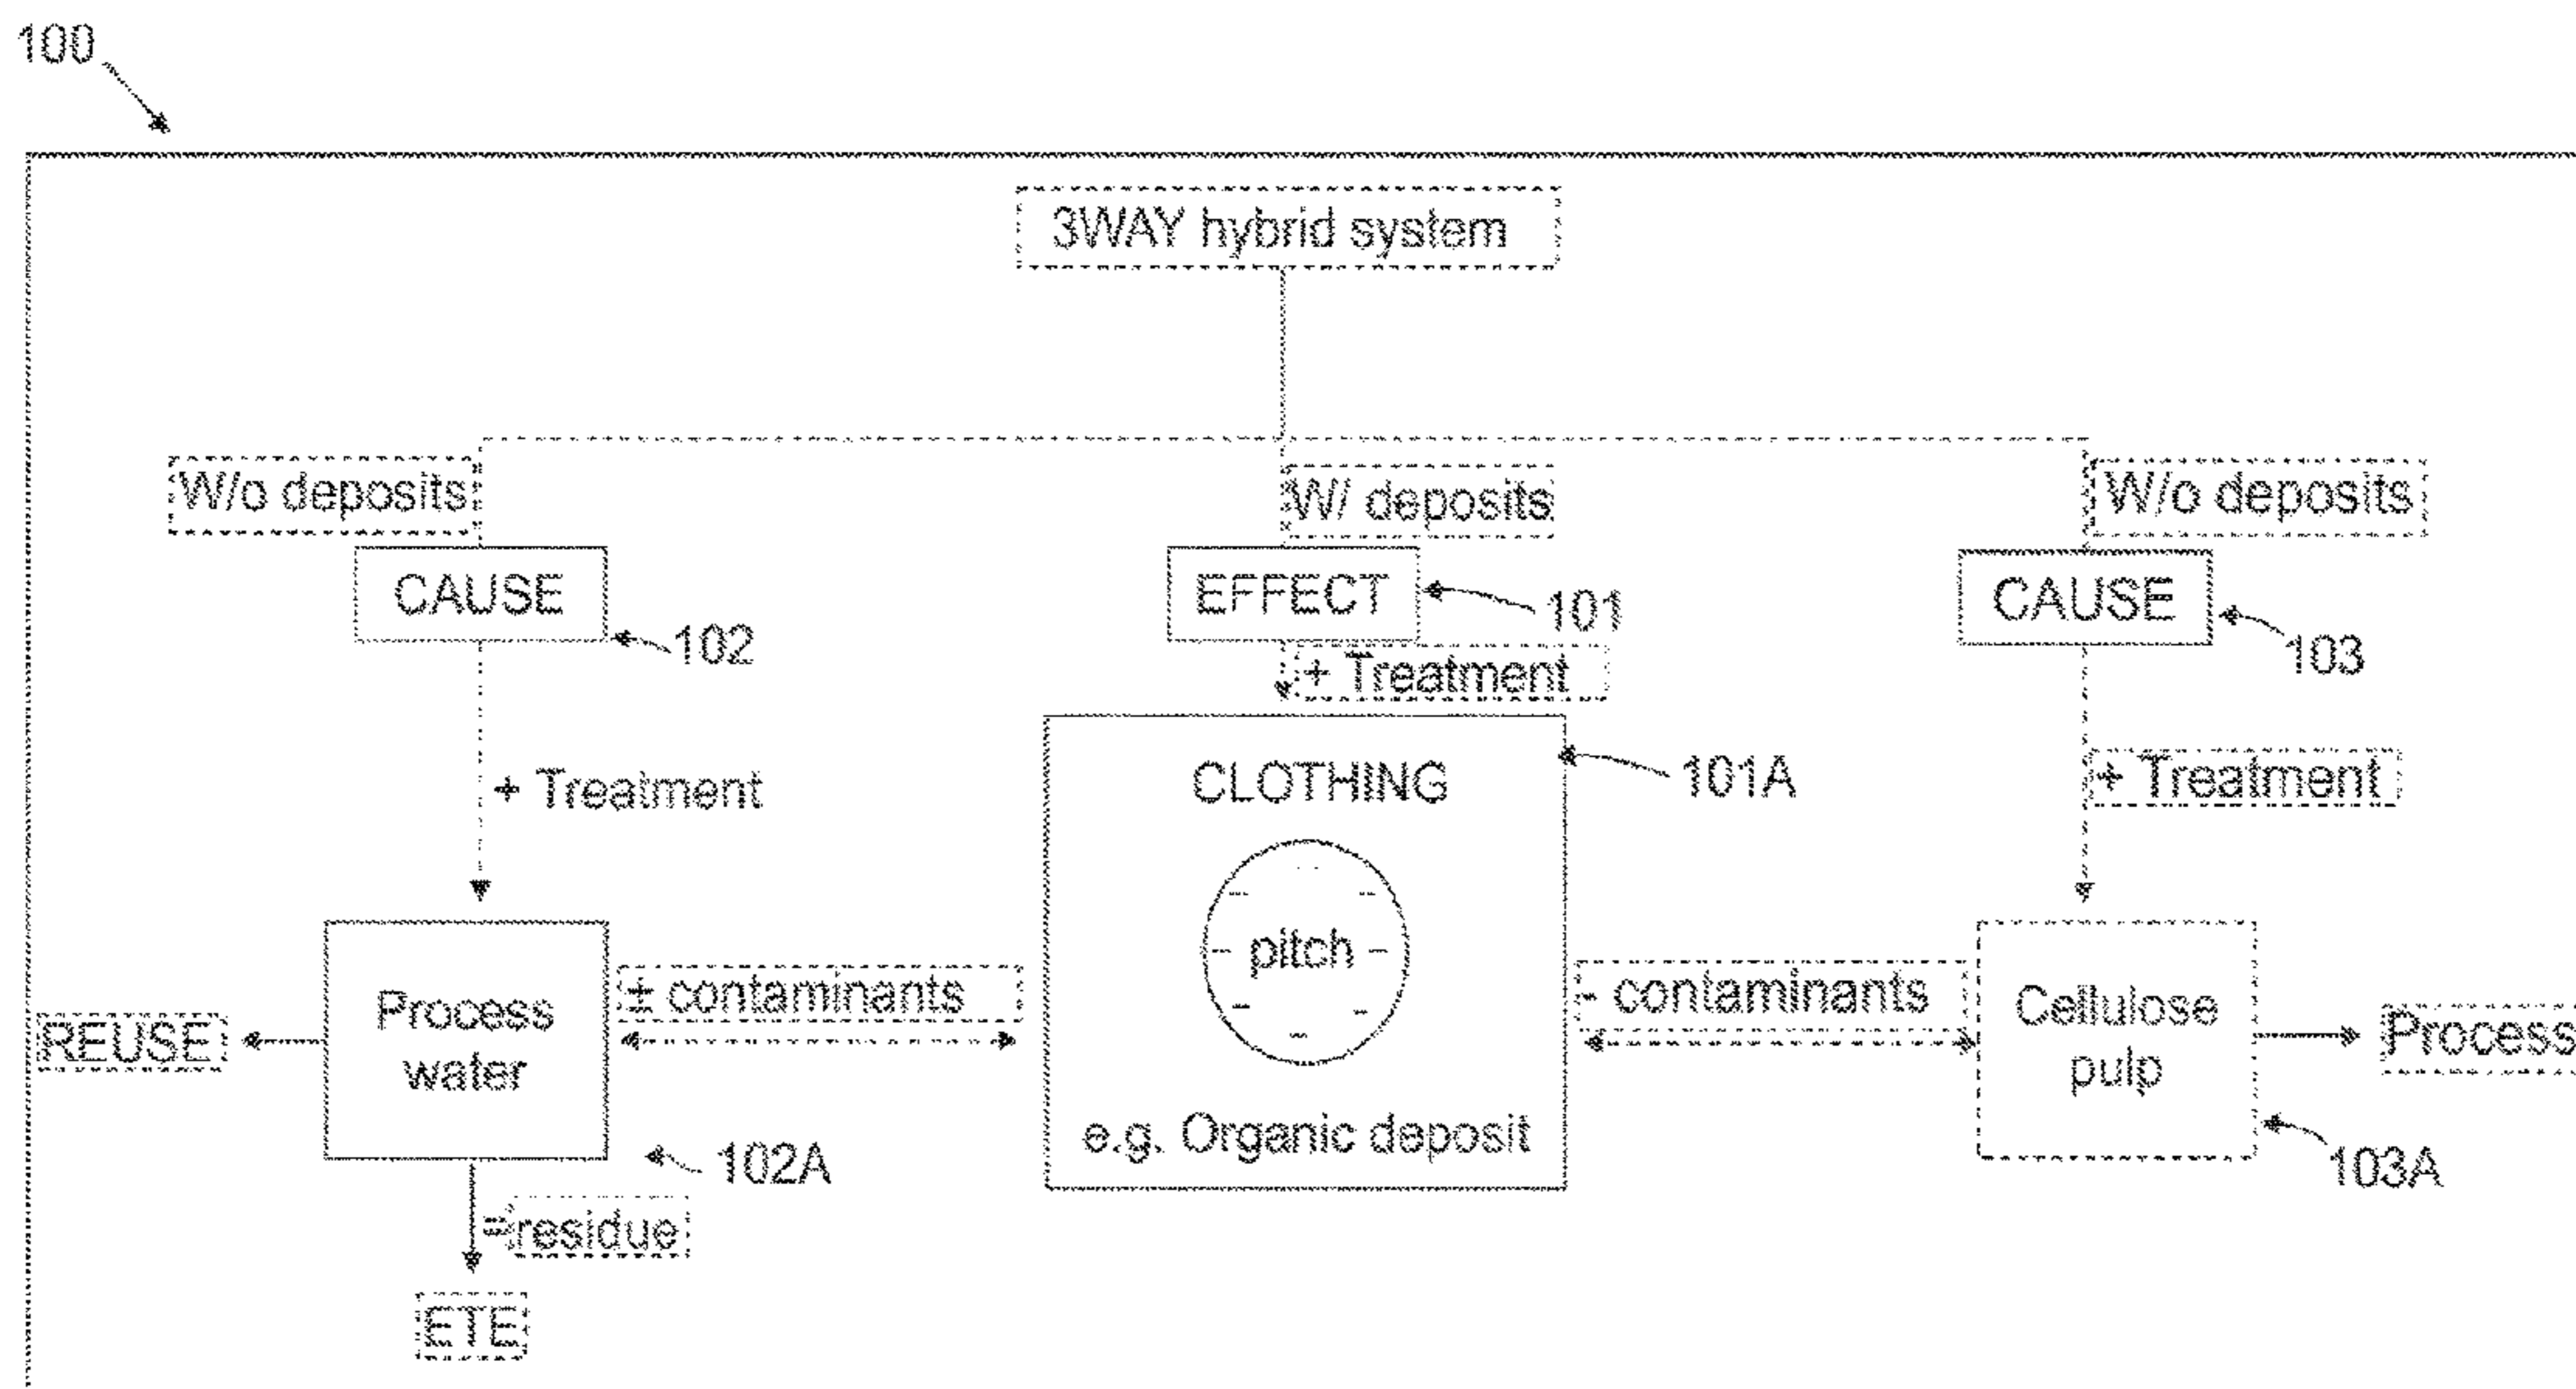 100
3WAY hybrid system
W/o deposits
W/ deposits
W/o deposits
CAUSE
EFFECT
CAUSE
101
102
103
+ Treatment
+ Treatment
+ Treatment
CLOTHING
101A
pitch
e.g. Organic deposit
Process
water
± contaminants
- contaminants
Cellulose
pulp
REUSE
Process
102A
103A
=residue
ETE